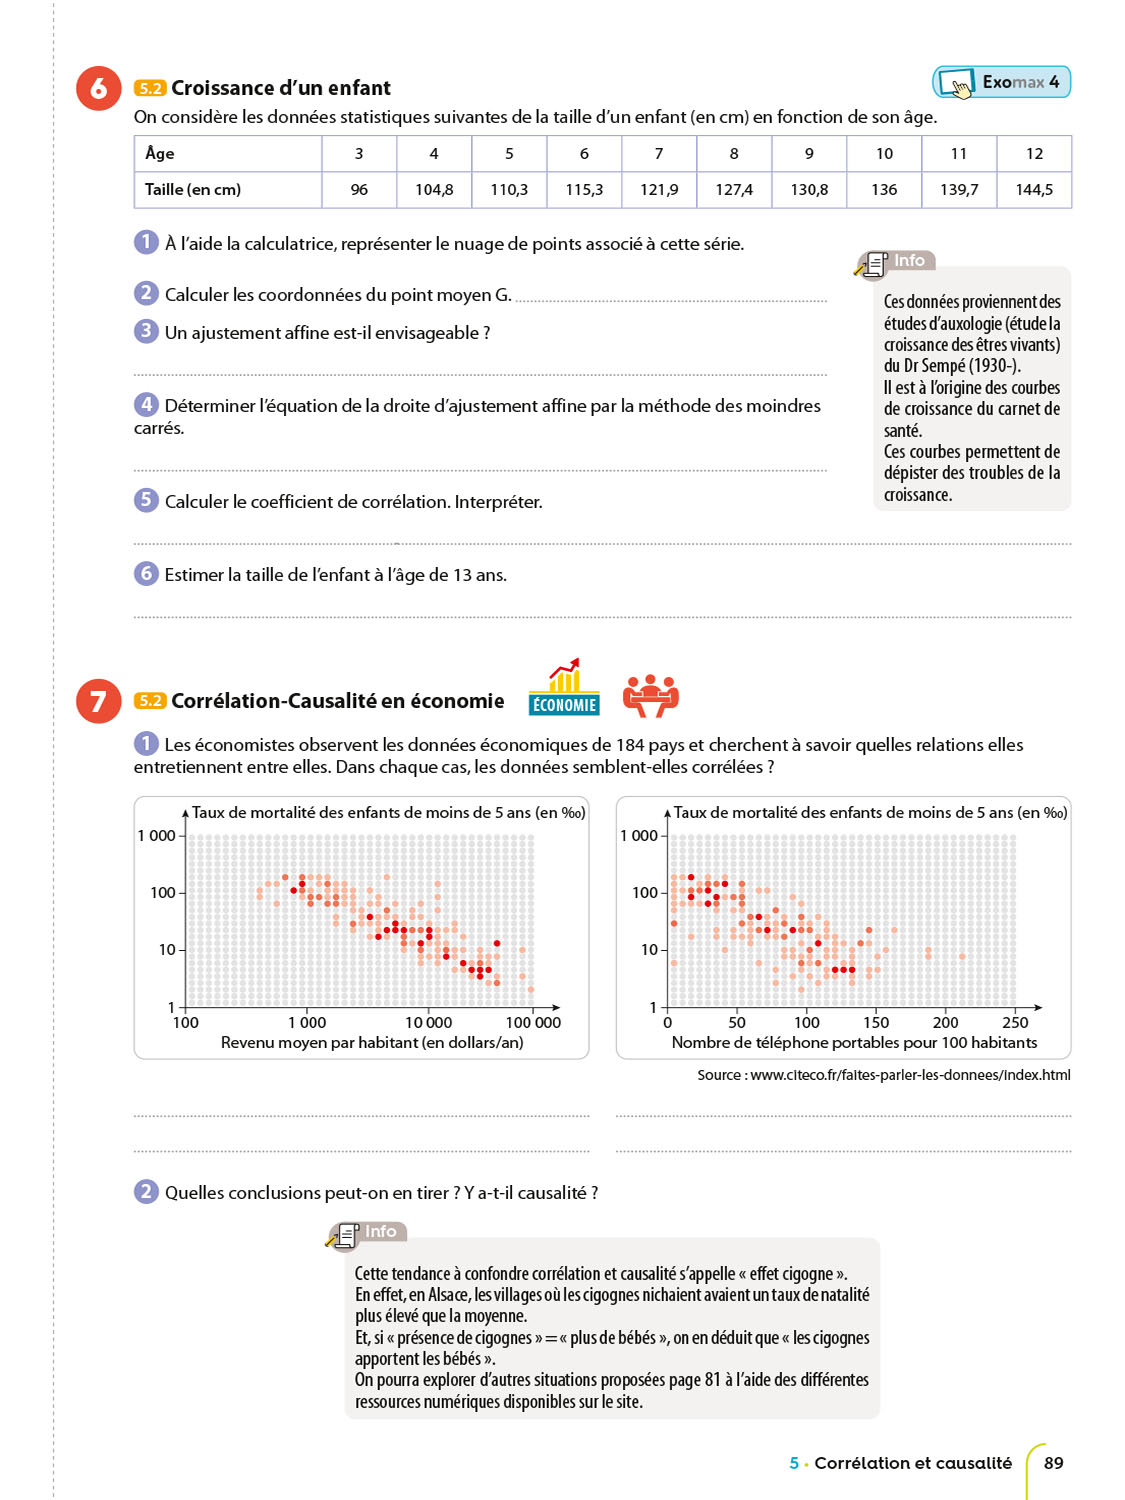 6 5.2 Croissance d’un enfant
Exomax 4
On considère les données statistiques suivantes de la taille d’un enfant (en cm) en fonction de son âge.
Âge 3 4 5 6 7 8 9 10 11 12
Taille (en cm) 96 104,8 110,3 115,3 121,9 127,4 130,8 136 139,7 144,5
1 À l’aide la calculatrice, représenter le nuage de points associé à cette série.
2 Calculer les coordonnées du point moyen G.
3 Un ajustement affine est-il envisageable ?
4 Déterminer l’équation de la droite d’ajustement affine par la méthode des moindres
carrés.
5 Calculer le coefficient de corrélation. Interpréter.
6 Estimer la taille de l’enfant à l’âge de 13 ans.
Info
Ces données proviennent des
études d’auxologie (étude la
croissance des êtres vivants)
du Dr Sempé (1930-).
Il est à l’origine des courbes
de croissance du carnet de
santé.
Ces courbes permettent de
dépister des troubles de la
croissance.
7 5.2 Corrélation-Causalité en économie
ÉCONOMIE
1 Les économistes observent les données économiques de 184 pays et cherchent à savoir quelles relations elles
entretiennent entre elles. Dans chaque cas, les données semblent-elles corrélées ?
Taux de mortalité des enfants de moins de 5 ans (en ‰)
1 000
100
10
1
100 1 000 10 000 100 000
Revenu moyen par habitant (en dollars/an)
Taux de mortalité des enfants de moins de 5 ans (en ‰)
1 000
100
10
1
0 50 100 150 200 250
Nombre de téléphone portables pour 100 habitants
Source : www.citeco.fr/faites-parler-les-donnees/index.html
2 Quelles conclusions peut-on en tirer ? Y a-t-il causalité ?
Info
Cette tendance à confondre corrélation et causalité s’appelle « effet cigogne ».
En effet, en Alsace, les villages où les cigognes nichaient avaient un taux de natalité
plus élevé que la moyenne.
Et, si « présence de cigognes » = « plus de bébés », on en déduit que « les cigognes
apportent les bébés ».
On pourra explorer d’autres situations proposées page 81 à l’aide des différentes
ressources numériques disponibles sur le site.
5 • Corrélation et causalité 89